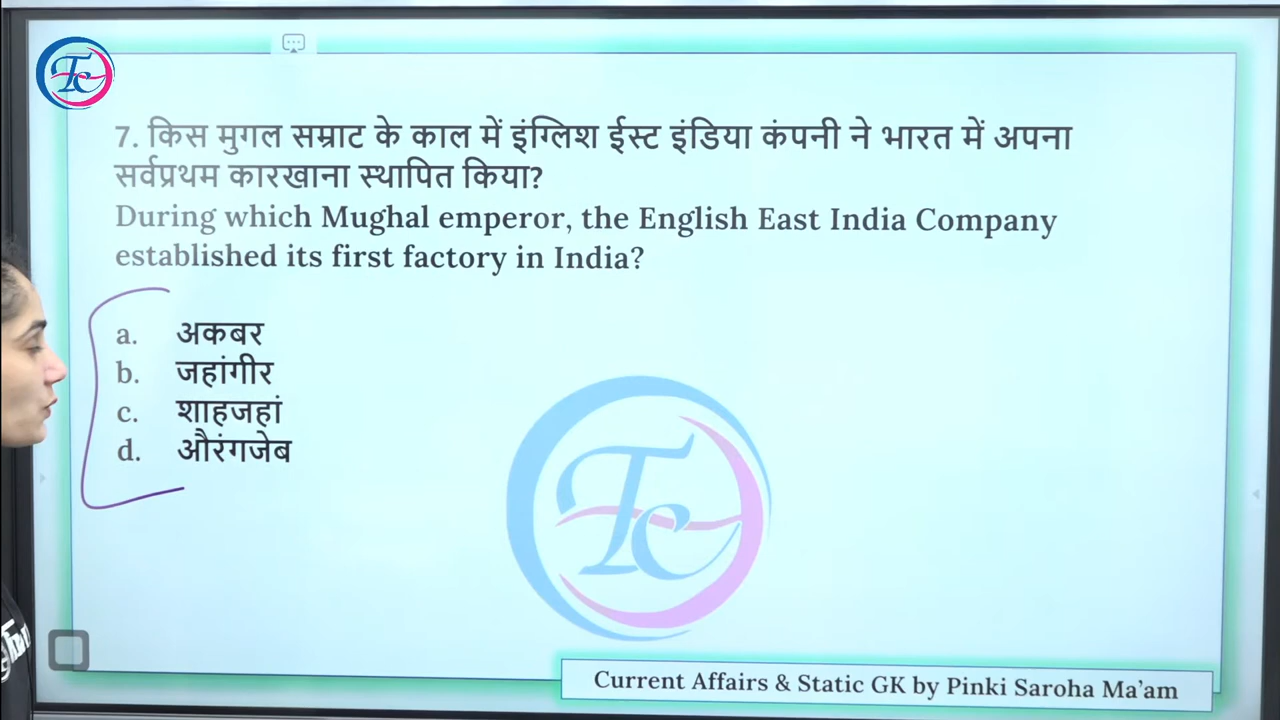 Tc
7. किस मुगल सम्राट के काल में इंग्लिश ईस्ट इंडिया कंपनी ने भारत में अपना
सर्वप्रथम कारखाना स्थापित किया?
During which Mughal emperor, the English East India Company
established its first factory in India?
a. अकबर
b. जहांगीर
c. शाहजहां
d. औरंगजेब
Tc
Current Affairs & Static GK by Pinki Saroha Ma'am